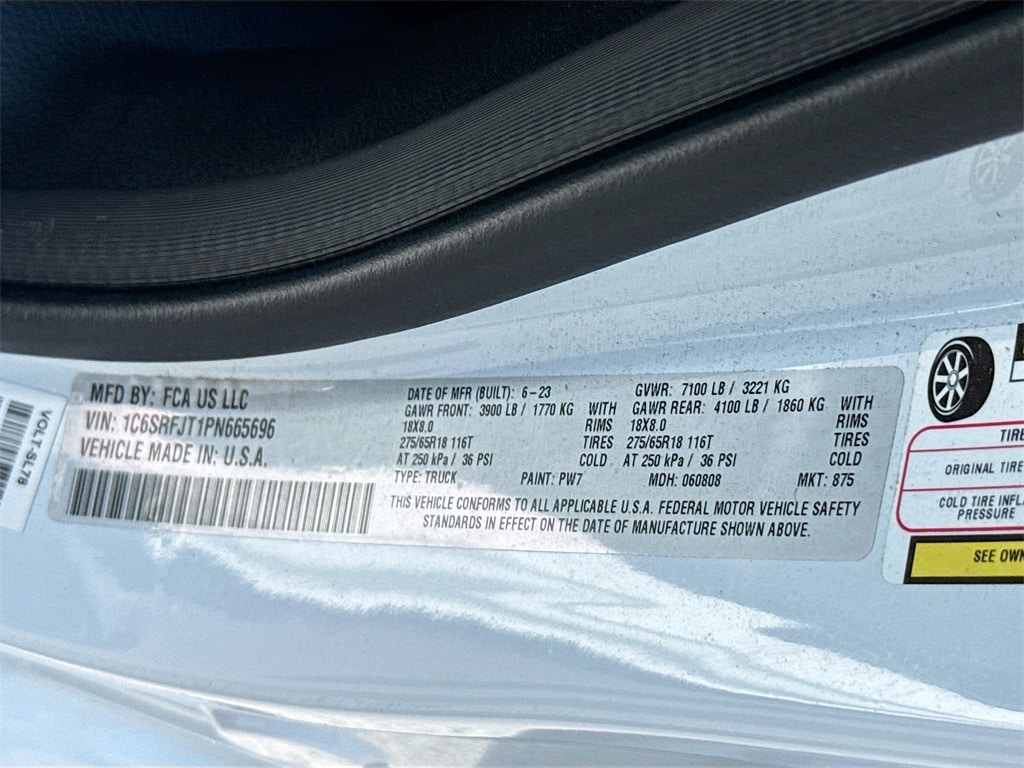 MFD BY: FCA US LLC
VIN: 1C6SRFJT1PN665696
VEHICLE MADE IN: U.S.A.
DATE OF MFR (BUILT): 6-23
GAWR FRONT: 3900 LB / 1770 KG WITH
18X8.0 RIMS
275/65R18 116T TIRES
AT 250 kPa / 36 PSI COLD
GVWR: 7100 LB / 3221 KG
GAWR REAR: 4100 LB / 1860 KG WITH
18X8.0 RIMS
275/65R18 116T TIRES
AT 250 kPa / 36 PSI COLD
TYPE: TRUCK PAINT: PW7 MDH: 060808 MKT: 875
THIS VEHICLE CONFORMS TO ALL APPLICABLE U.S.A. FEDERAL MOTOR VEHICLE SAFETY
STANDARDS IN EFFECT ON THE DATE OF MANUFACTURE SHOWN ABOVE.
VOLT-SL78
TIRE
ORIGINAL TIRE
COLD TIRE INFLA
PRESSURE
SEE OWN